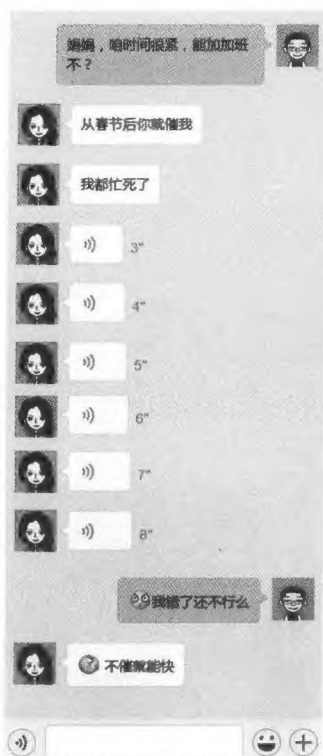 娟娟，咱时间很紧，能加加班
不？
从春节后你就催我
我都忙死了
3"
4"
5"
6"
7"
8"
我错了还不行么
不催就能快